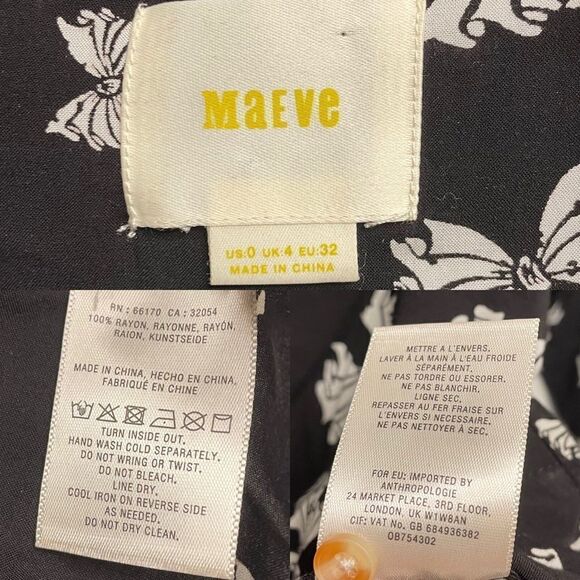 MaEve
US:0 UK:4 EU:32
MADE IN CHINA
RN : 66170 CA : 32054
100% RAYON, RAYONNE, RAYÓN,
RAION, KUNSTSEIDE
MADE IN CHINA, HECHO EN CHINA,
FABRIQUÉ EN CHINE
TURN INSIDE OUT.
HAND WASH COLD SEPARATELY.
DO NOT WRING OR TWIST.
DO NOT BLEACH.
LINE DRY.
COOL IRON ON REVERSE SIDE
AS NEEDED.
DO NOT DRY CLEAN.
METTRE A L'ENVERS.
LAVER À LA MAIN À L'EAU FROIDE
SÉPARÉMENT.
NE PAS TORDRE OU ESSORER.
NE PAS BLANCHIR.
LIGNE SEC.
REPASSER AU FER FRAISE SUR
L'ENVERS SI NECESSAIRE.
NE PAS NETTOYER À SEC.
FOR EU: IMPORTED BY
ANTHROPOLOGIE
24 MARKET PLACE, 3RD FLOOR,
LONDON, UK W1W8AN
CIF: VAT No. GB 684936382
OB754302